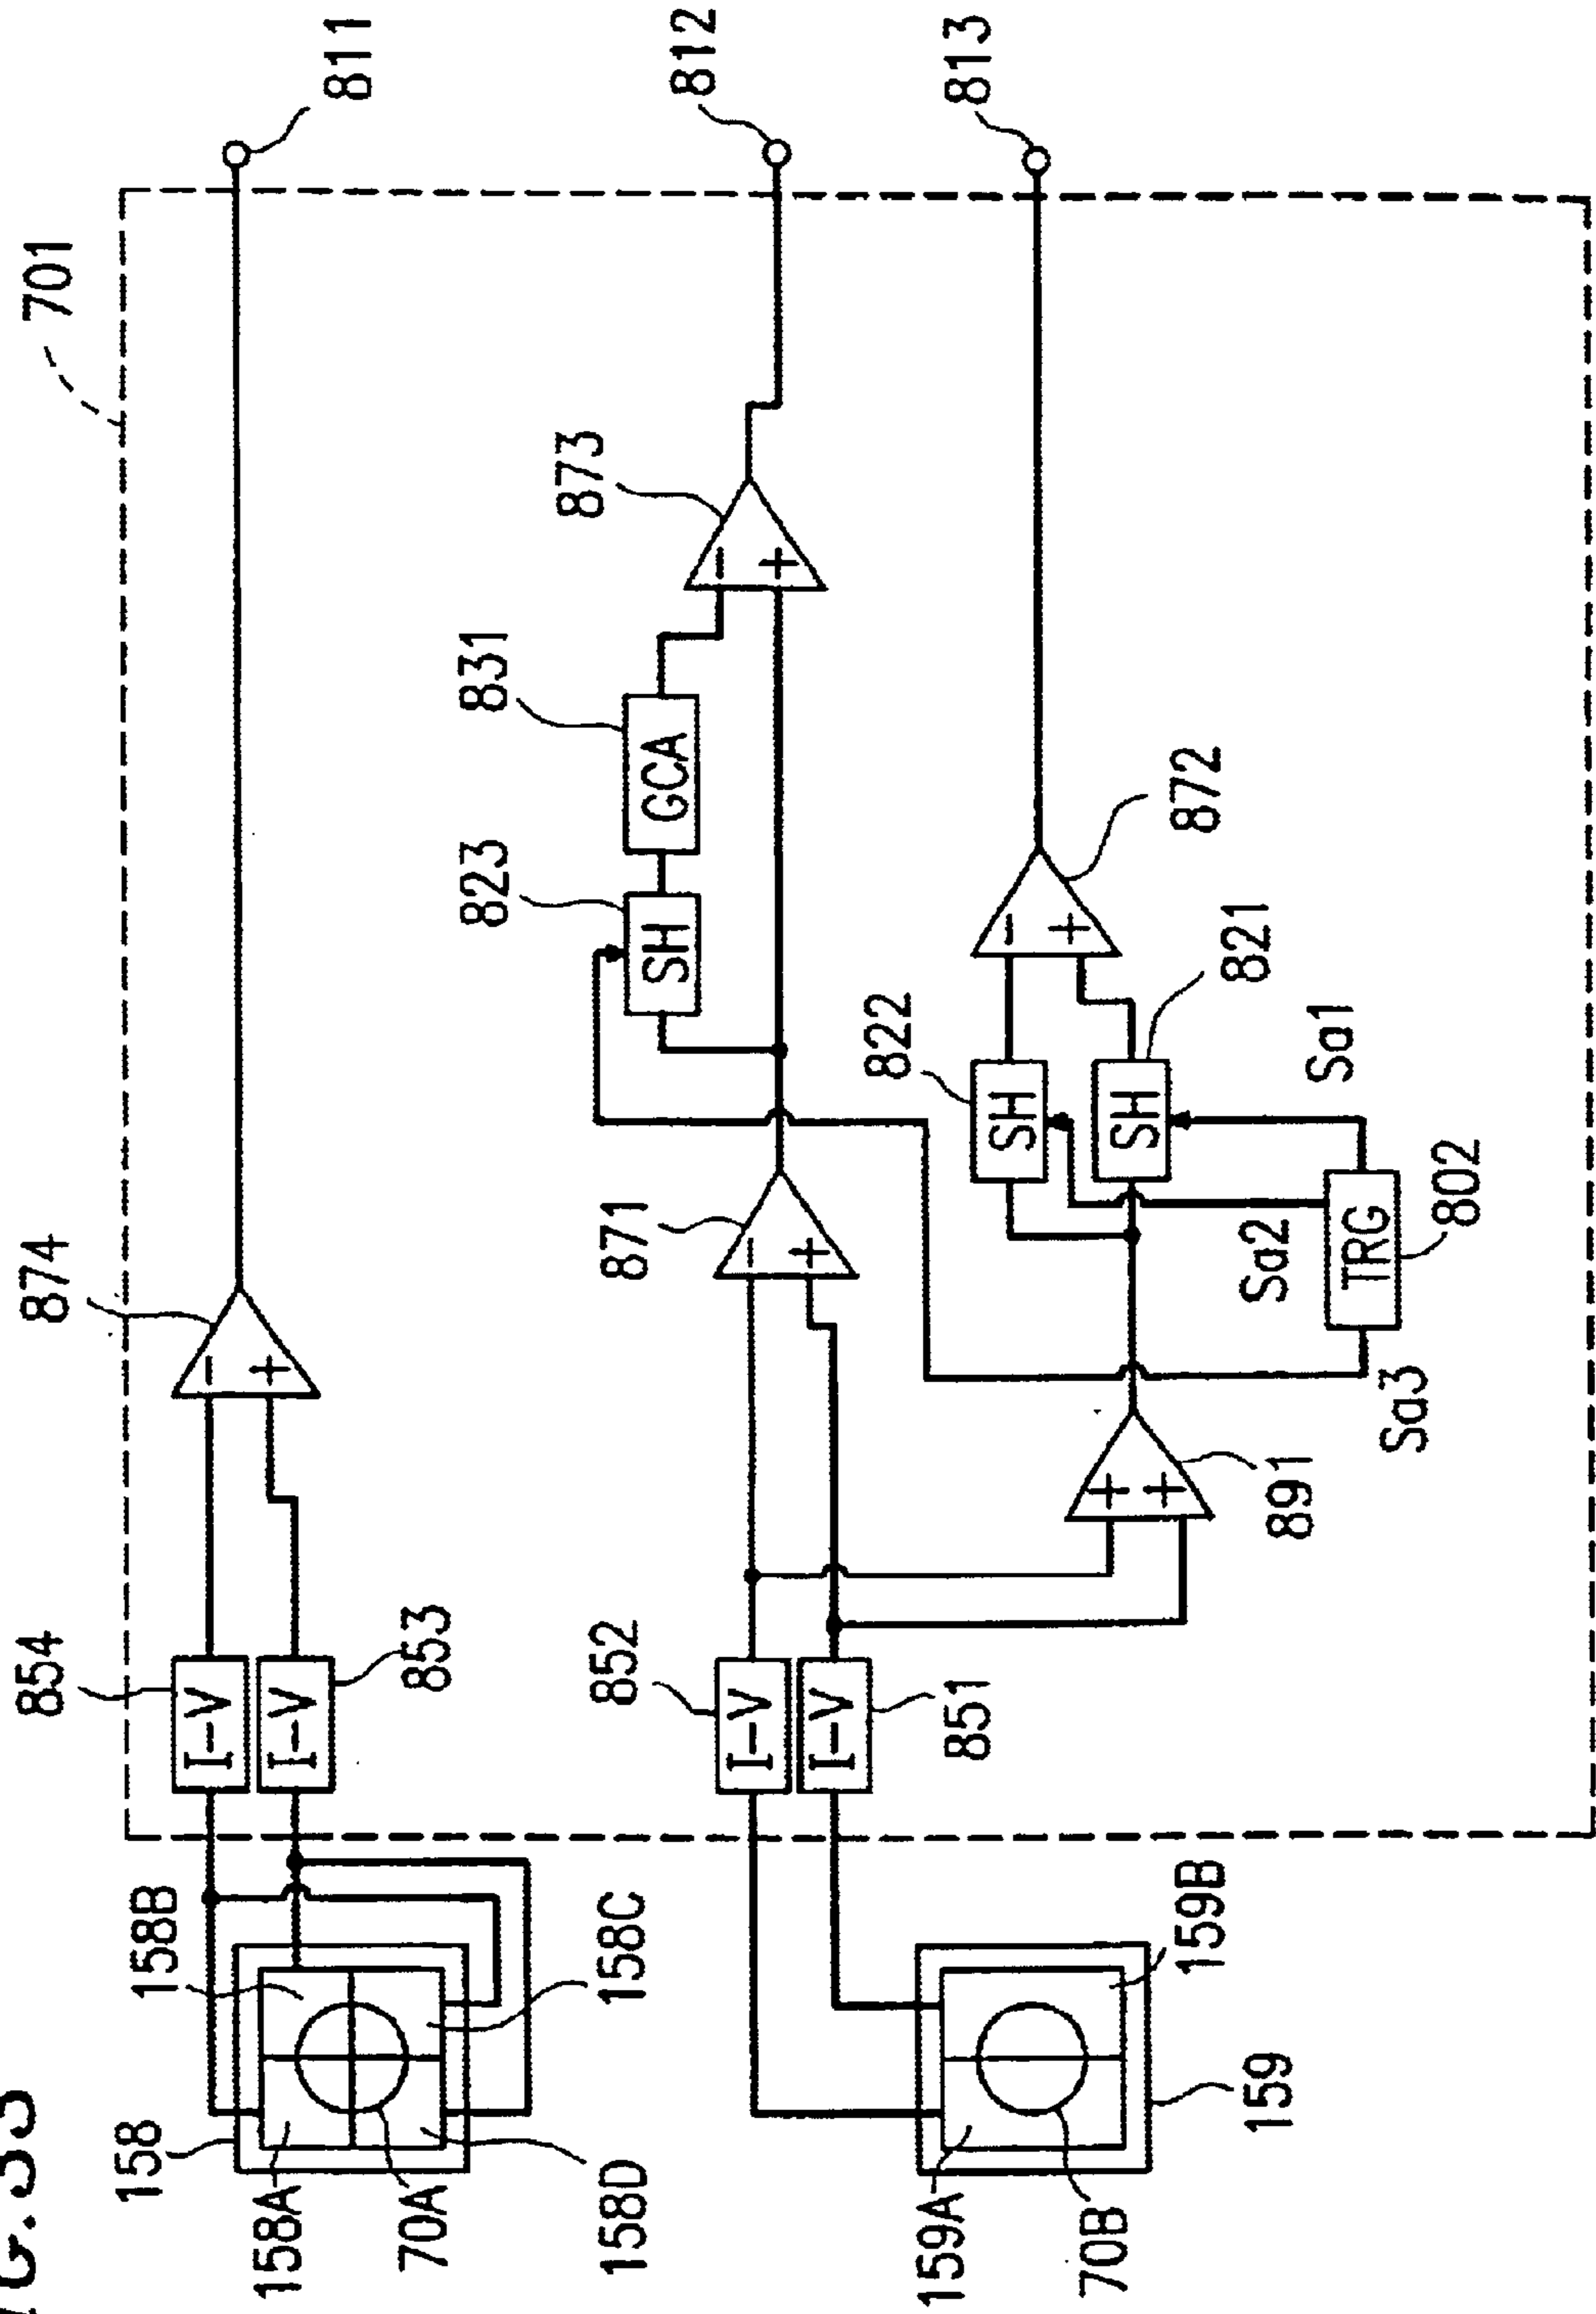 854
874
701
158
158B
I-V
−
158A
I-V
+
811
70A
853
823
831
873
158D
158C
852
871
SH
GCA
812
−
I-V
−
+
I-V
+
822
159A
851
813
SH
−
+
70B
+
SH
+
159B
872
821
159
Sa2
891
Sa1
TRG
Sa3
802